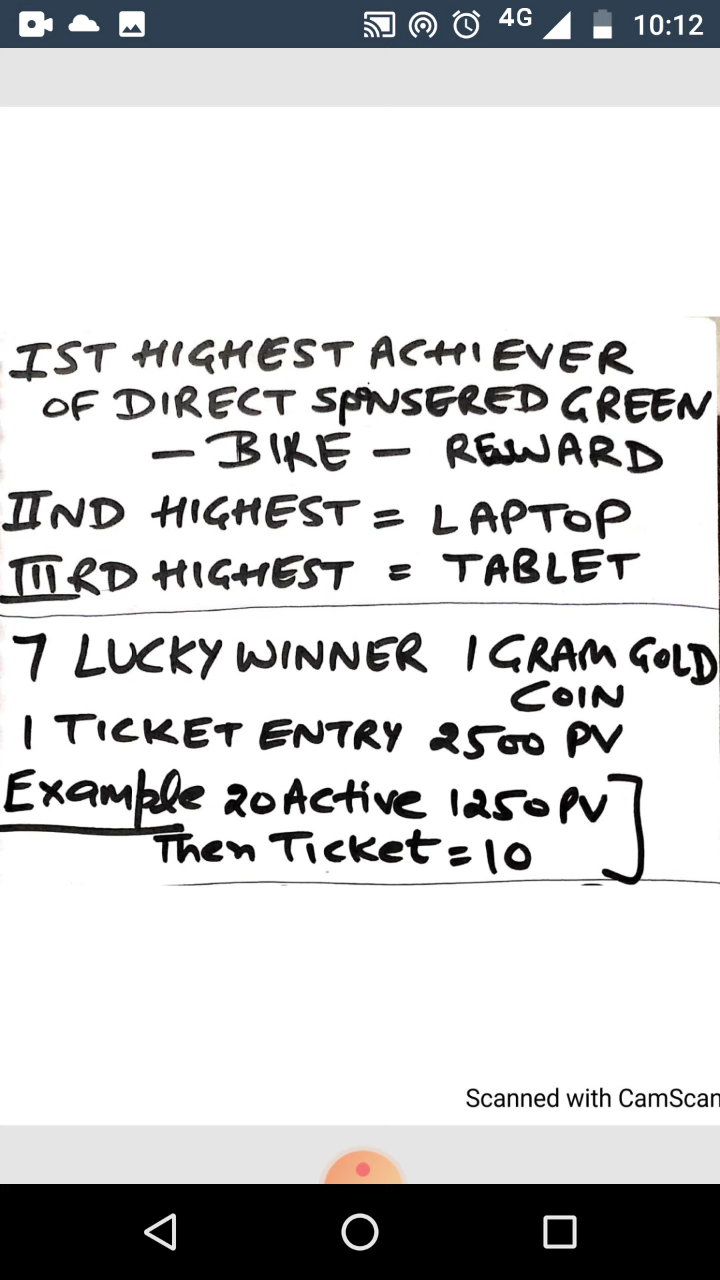 4G 10:12
IST HIGHEST ACHIEVER
OF DIRECT SPONSERED GREEN
— BIKE — REWARD
IIND HIGHEST = LAPTOP
IIIRD HIGHEST = TABLET
7 LUCKY WINNER 1 GRAM GOLD
COIN
1 TICKET ENTRY 2500 PV
Example 20 Active 1250 PV]
Then Ticket = 10
Scanned with CamScan